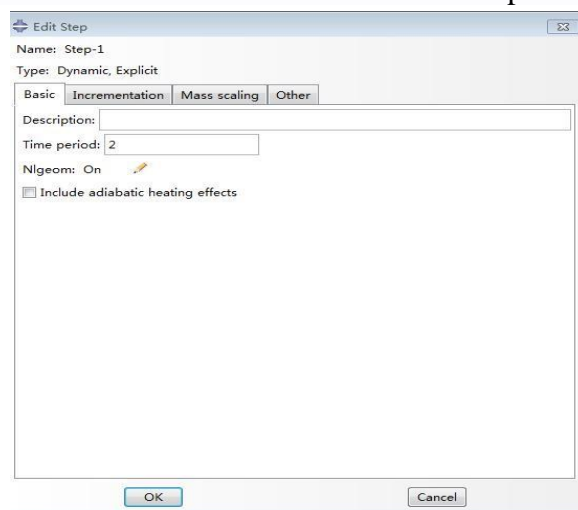 Edit Step
Name: Step-1
Type: Dynamic, Explicit
Basic Incrementation Mass scaling Other
Description:
Time period: 2
Nlgeom: On
Include adiabatic heating effects
OK Cancel